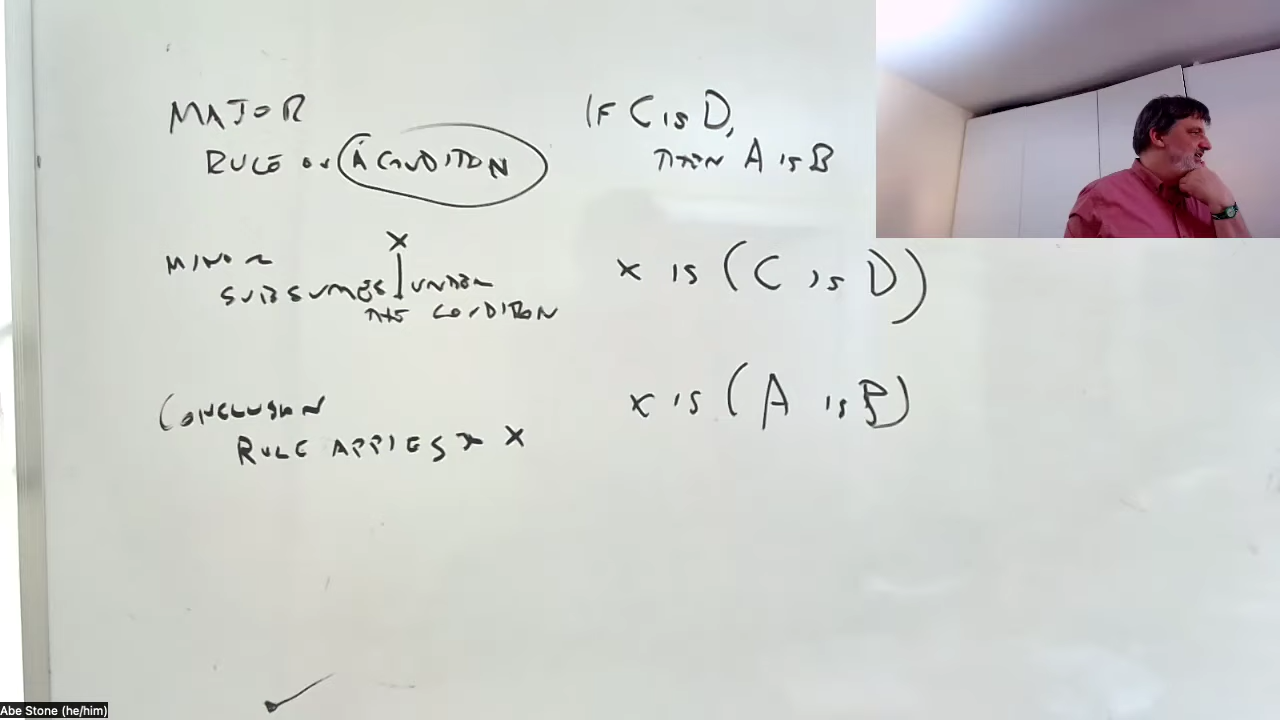 MAJOR
RULE ON A CONDITION
IF C IS D,
THEN A IS B
MINOR
X
SUBSUMES UNDER
THE CONDITION
X IS (C IS D)
CONCLUSION
RULE APPLIES TO X
X IS (A IS B)
Abe Stone (he/him)